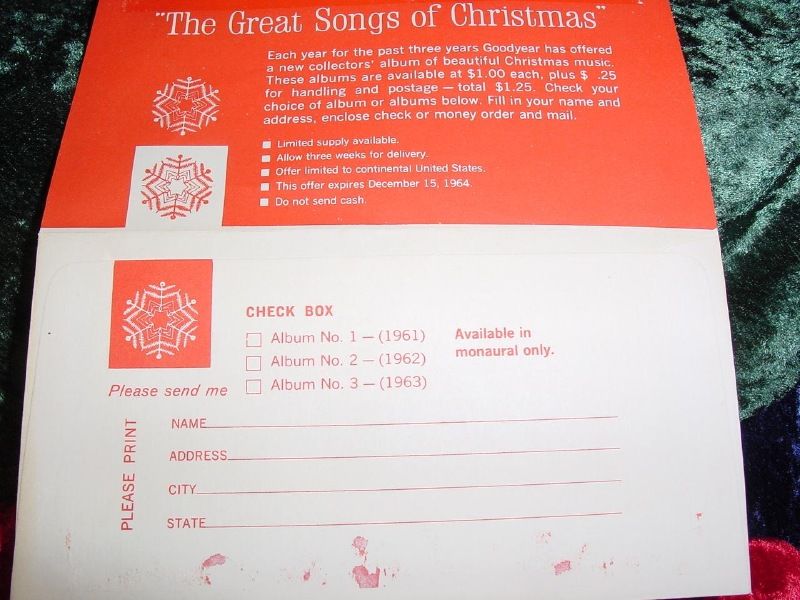 "The Great Songs of Christmas"
Each year for the past three years Goodyear has offered
a new collectors' album of beautiful Christmas music.
These albums are available at $1.00 each, plus $ .25
for handling and postage — total $1.25. Check your
choice of album or albums below. Fill in your name and
address, enclose check or money order and mail.
■ Limited supply available.
■ Allow three weeks for delivery.
■ Offer limited to continental United States.
■ This offer expires December 15, 1964.
■ Do not send cash.
CHECK BOX
☐ Album No. 1 — (1961)
☐ Album No. 2 — (1962)
☐ Album No. 3 — (1963)
Available in
monaural only.
Please send me
PLEASE PRINT
NAME
ADDRESS
CITY
STATE